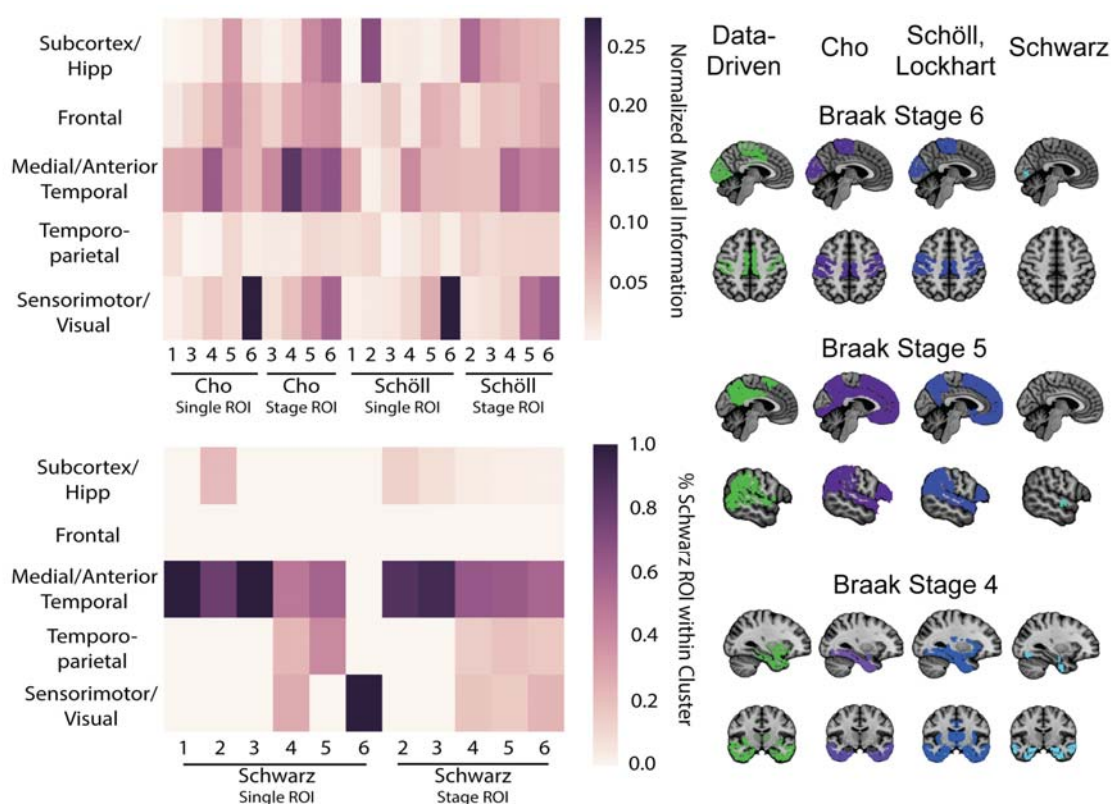 Subcortex/
Hipp
Frontal
Medial/Anterior
Temporal
Temporo-
parietal
Sensorimotor/
Visual
1 3 4 5 6 3 4 5 6 1 2 3 4 5 6 2 3 4 5 6
Cho Cho Schöll Schöll
Single ROI Stage ROI Single ROI Stage ROI
0.25
0.20
0.15
0.10
0.05
Normalized Mutual Information
Subcortex/
Hipp
Frontal
Medial/Anterior
Temporal
Temporo-
parietal
Sensorimotor/
Visual
1 2 3 4 5 6 2 3 4 5 6
Schwarz Schwarz
Single ROI Stage ROI
1.0
0.8
0.6
0.4
0.2
0.0
% Schwarz ROI within Cluster
Data- Cho Schöll, Schwarz
Driven Lockhart
Braak Stage 6
Braak Stage 5
Braak Stage 4